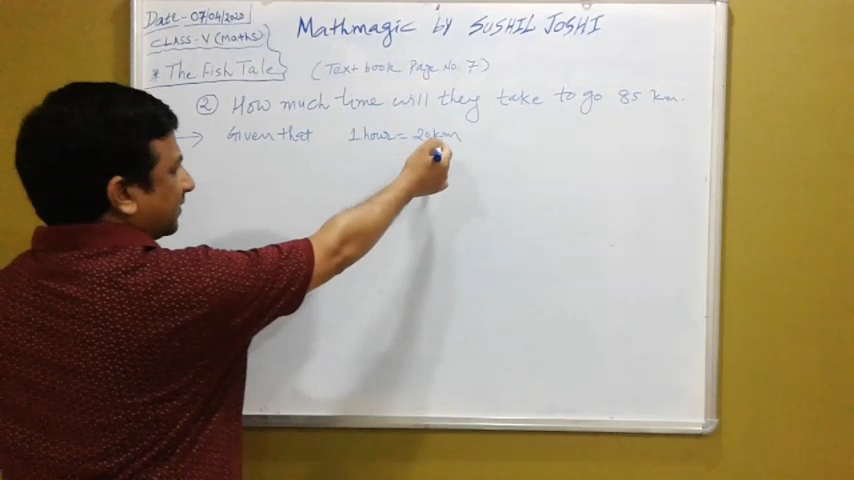 Date - 07/04/2020
Mathmagic by SUSHIL JOSHI
CLASS - V (maths)
* The Fish Tale (Text book Page No. 7)
② How much time will they take to go 85 km.
→ Given that 1 hour = 20 km